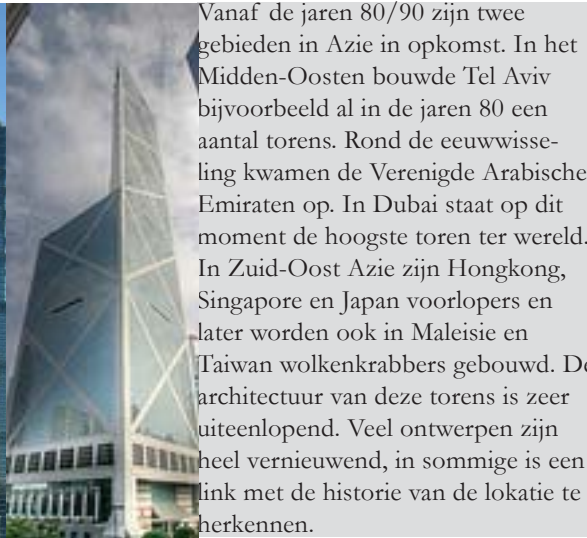 Vanaf de jaren 80/90 zijn twee
gebieden in Azie in opkomst. In het
Midden-Oosten bouwde Tel Aviv
bijvoorbeeld al in de jaren 80 een
aantal torens. Rond de eeuwwisse-
ling kwamen de Verenigde Arabische
Emiraten op. In Dubai staat op dit
moment de hoogste toren ter wereld.
In Zuid-Oost Azie zijn Hongkong,
Singapore en Japan voorlopers en
later worden ook in Maleisie en
Taiwan wolkenkrabbers gebouwd. De
architectuur van deze torens is zeer
uiteenlopend. Veel ontwerpen zijn
heel vernieuwend, in sommige is een
link met de historie van de lokatie te
herkennen.